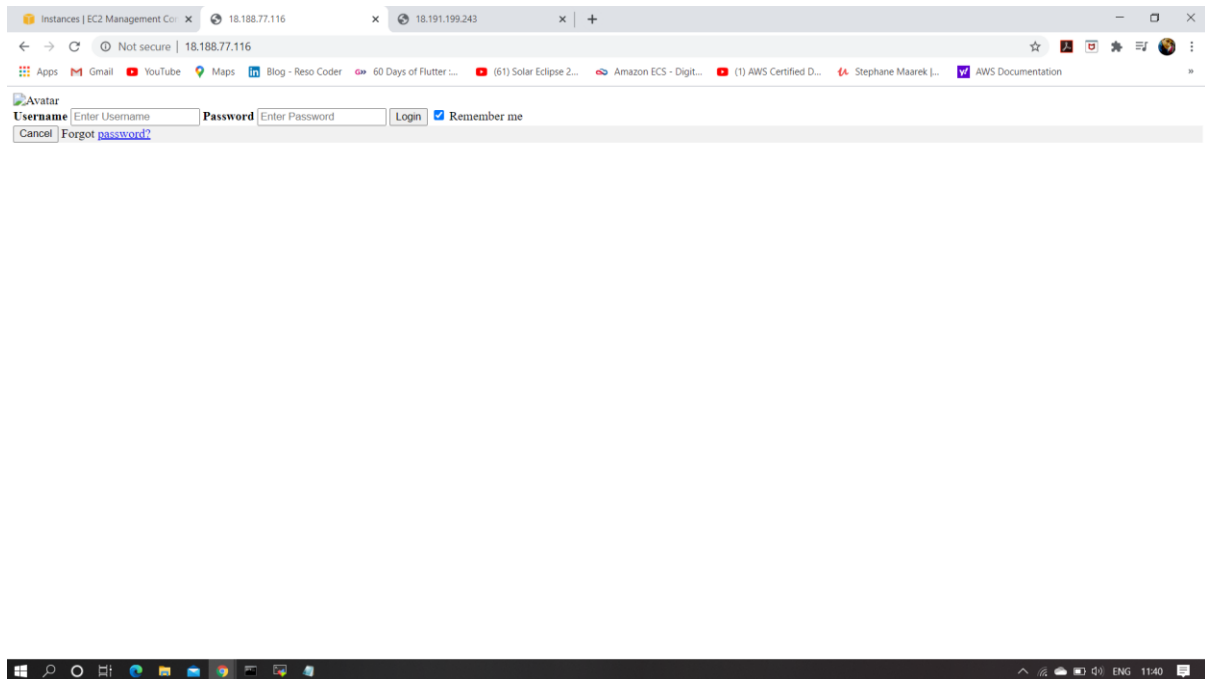 Instances | EC2 Management Con 18.188.77.116 18.191.199.243
Not secure | 18.188.77.116
Apps Gmail YouTube Maps Blog - Reso Coder 60 Days of Flutter :... (61) Solar Eclipse 2... Amazon ECS - Digit... (1) AWS Certified D... Stephane Maarek |... AWS Documentation »
Avatar
Username Enter Username Password Enter Password Login Remember me
Cancel Forgot password?
ENG 11:40